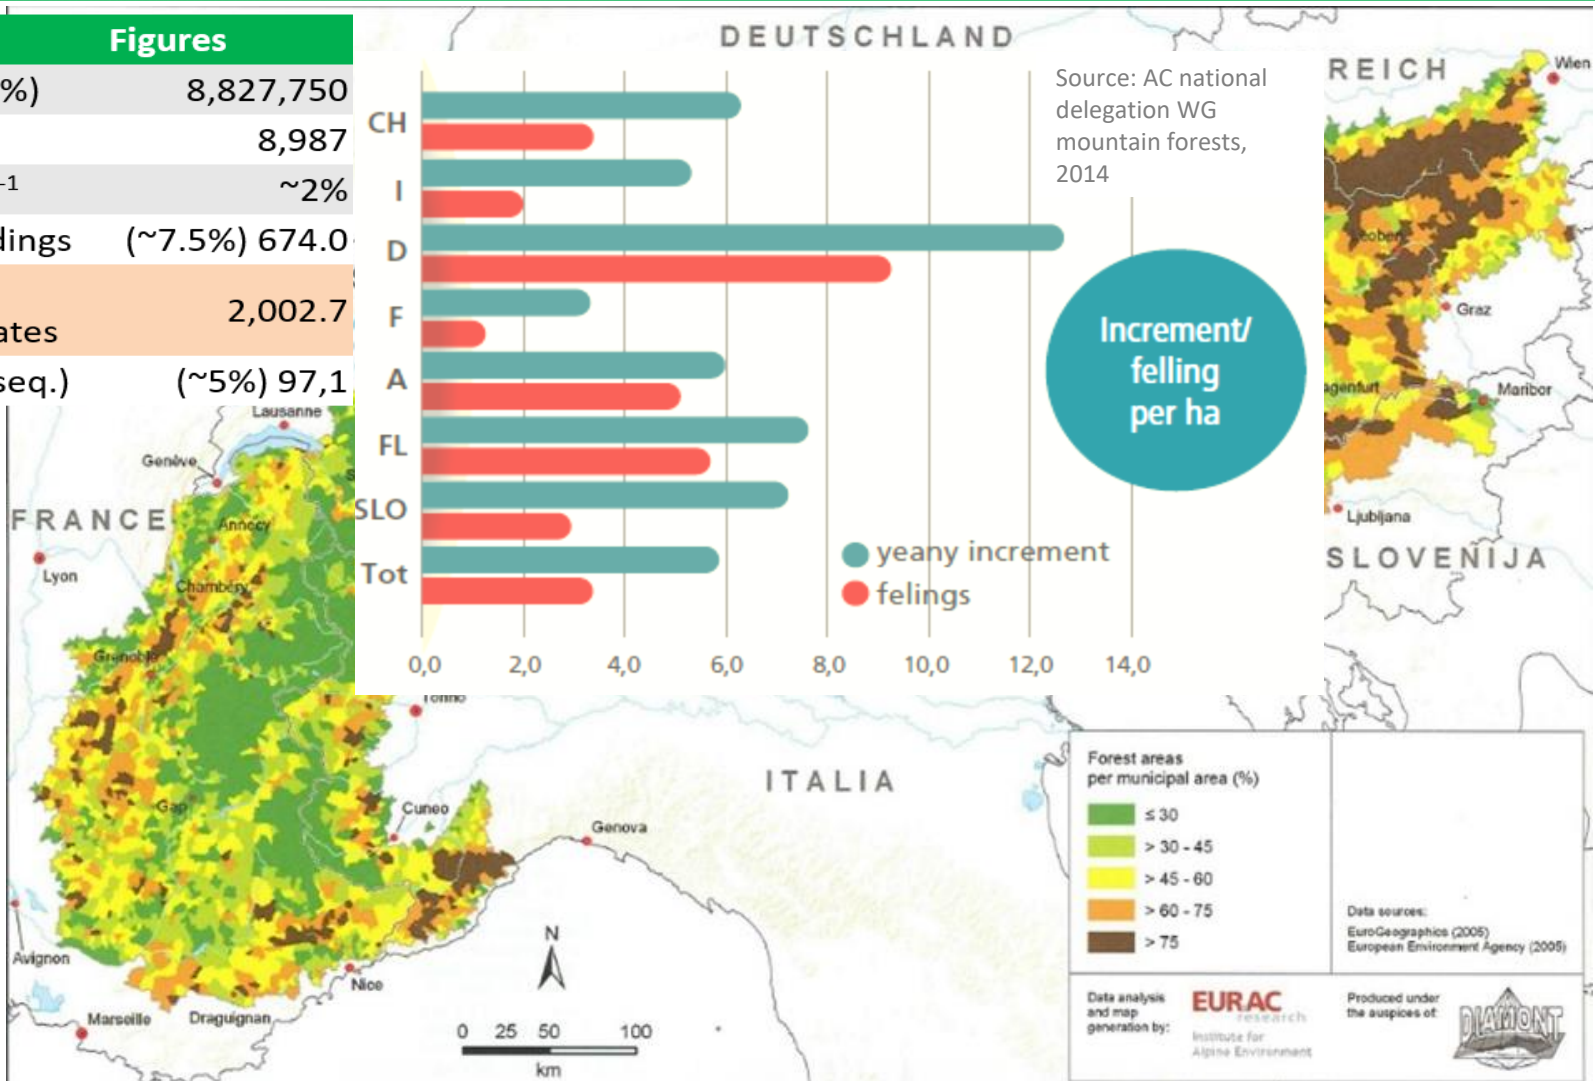 Figures
%) 8,827,750
8,987
-1 ~2%
dings (~7.5%) 674.0
2,002.7
ates
seq.) (~5%) 97,1
DEUTSCHLAND
Source: AC national
delegation WG
mountain forests,
2014
CH
I
D
F
A
FL
SLO
Tot
Increment/
felling
per ha
yeany increment
felings
0,0 2,0 4,0 6,0 8,0 10,0 12,0 14,0
REICH
Wien
Graz
Maribor
Ljubljana
SLOVENIJA
Lausanne
Genève
FRANCE
Annecy
Lyon
Chambéry
Grenoble
Torino
Gap
Cuneo
ITALIA
Genova
Avignon
Nice
Marseille
Draguignan
N
0 25 50 100
km
Forest areas
per municipal area (%)
≤ 30
> 30 - 45
> 45 - 60
> 60 - 75
> 75
Data sources:
EuroGeographics (2005)
European Environment Agency (2005)
Data analysis
and map
generation by:
EURAC
research
Institute for
Alpine Environment
Produced under
the auspices of:
DIAMONT